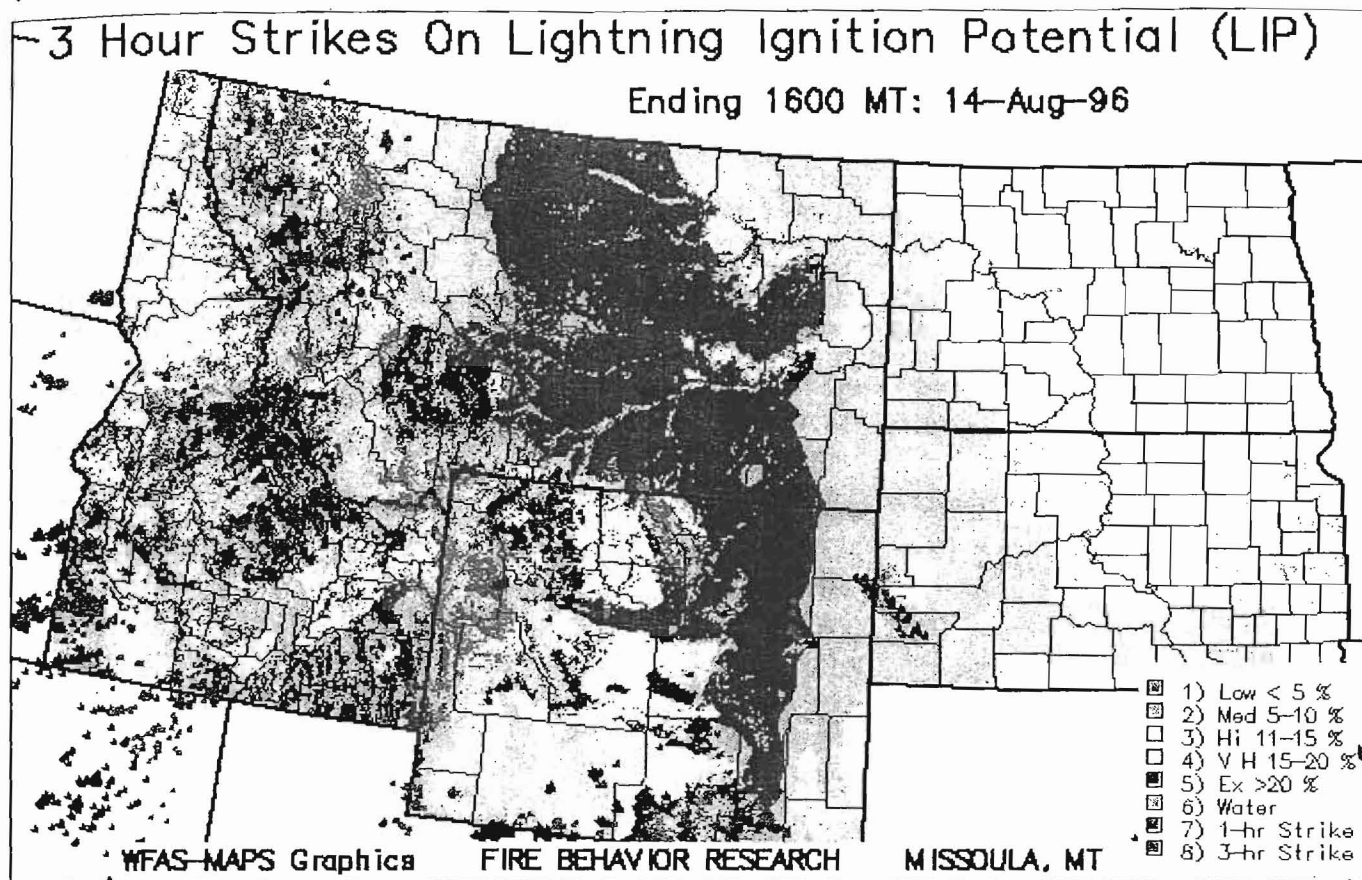 3 Hour Strikes On Lightning Ignition Potential (LIP)
Ending 1600 MT: 14-Aug-96
1) Low < 5 %
2) Med 5-10 %
3) Hi 11-15 %
4) V H 15-20 %
5) Ex >20 %
6) Water
7) 1-hr Strike
8) 3-hr Strike
WFAS-MAPS Graphics FIRE BEHAVIOR RESEARCH MISSOULA, MT